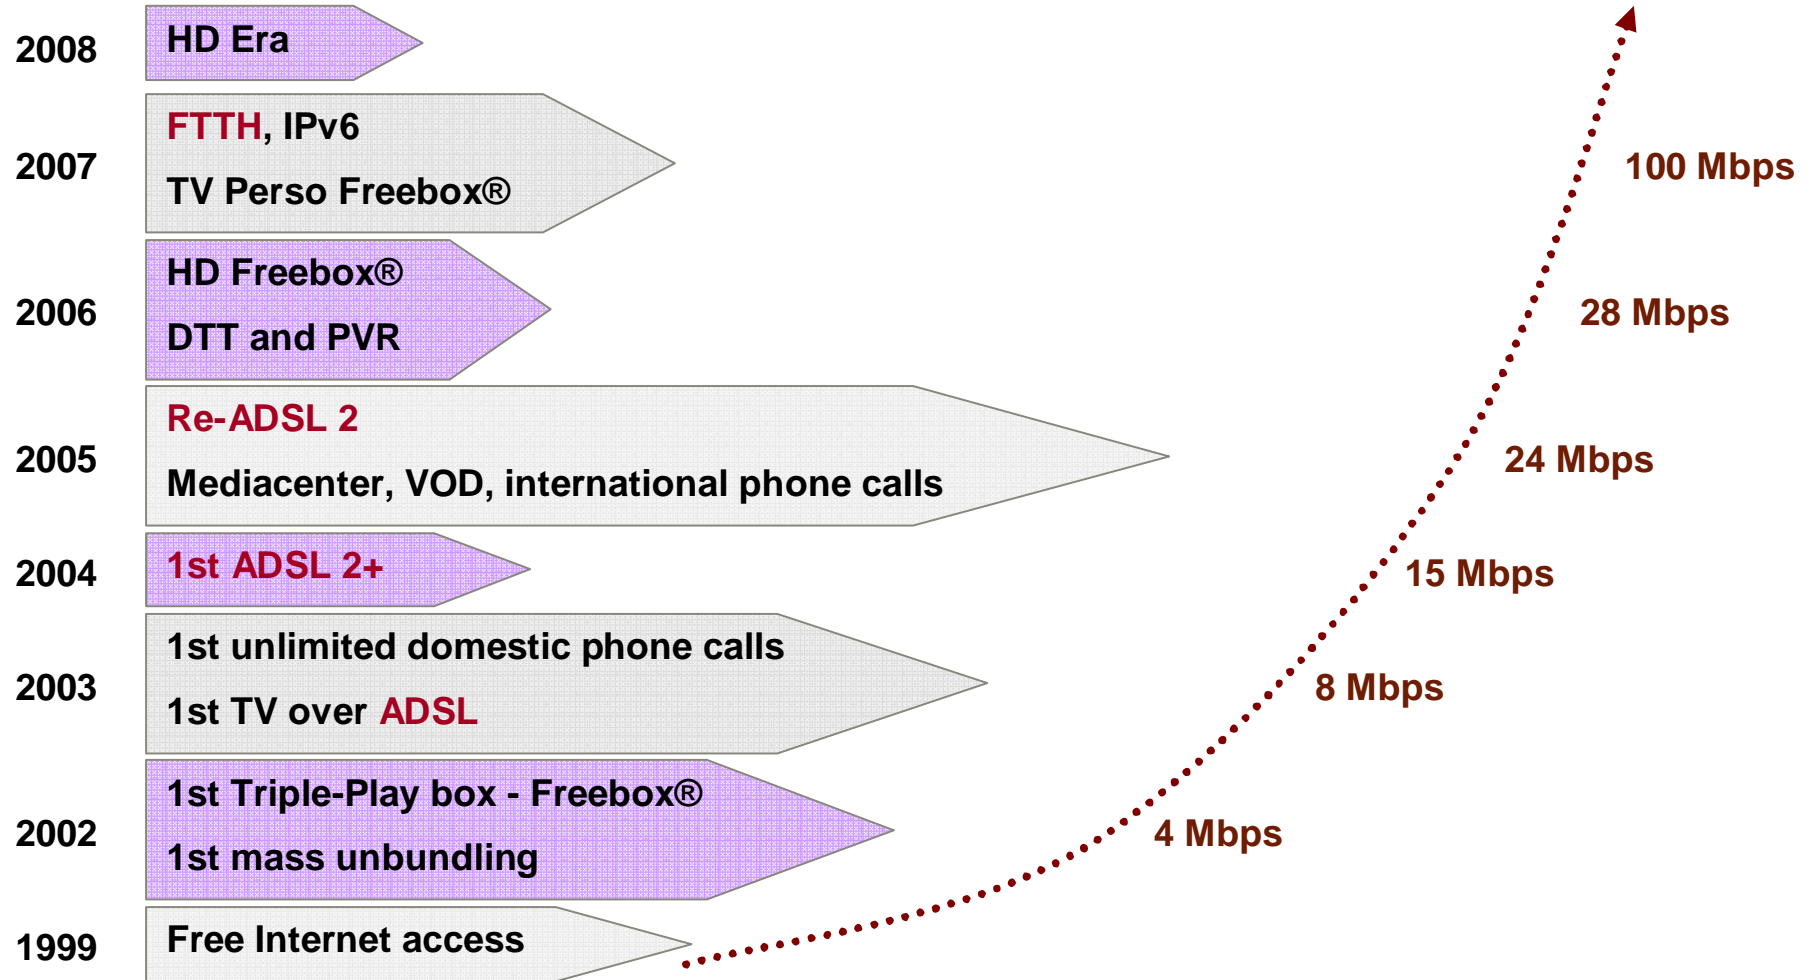 2008
HD Era
2007
FTTH, IPv6
TV Perso Freebox®
100 Mbps
2006
HD Freebox®
DTT and PVR
28 Mbps
2005
Re-ADSL 2
Mediacenter, VOD, international phone calls
24 Mbps
2004
1st ADSL 2+
15 Mbps
2003
1st unlimited domestic phone calls
1st TV over ADSL
8 Mbps
2002
1st Triple-Play box - Freebox®
1st mass unbundling
4 Mbps
1999
Free Internet access